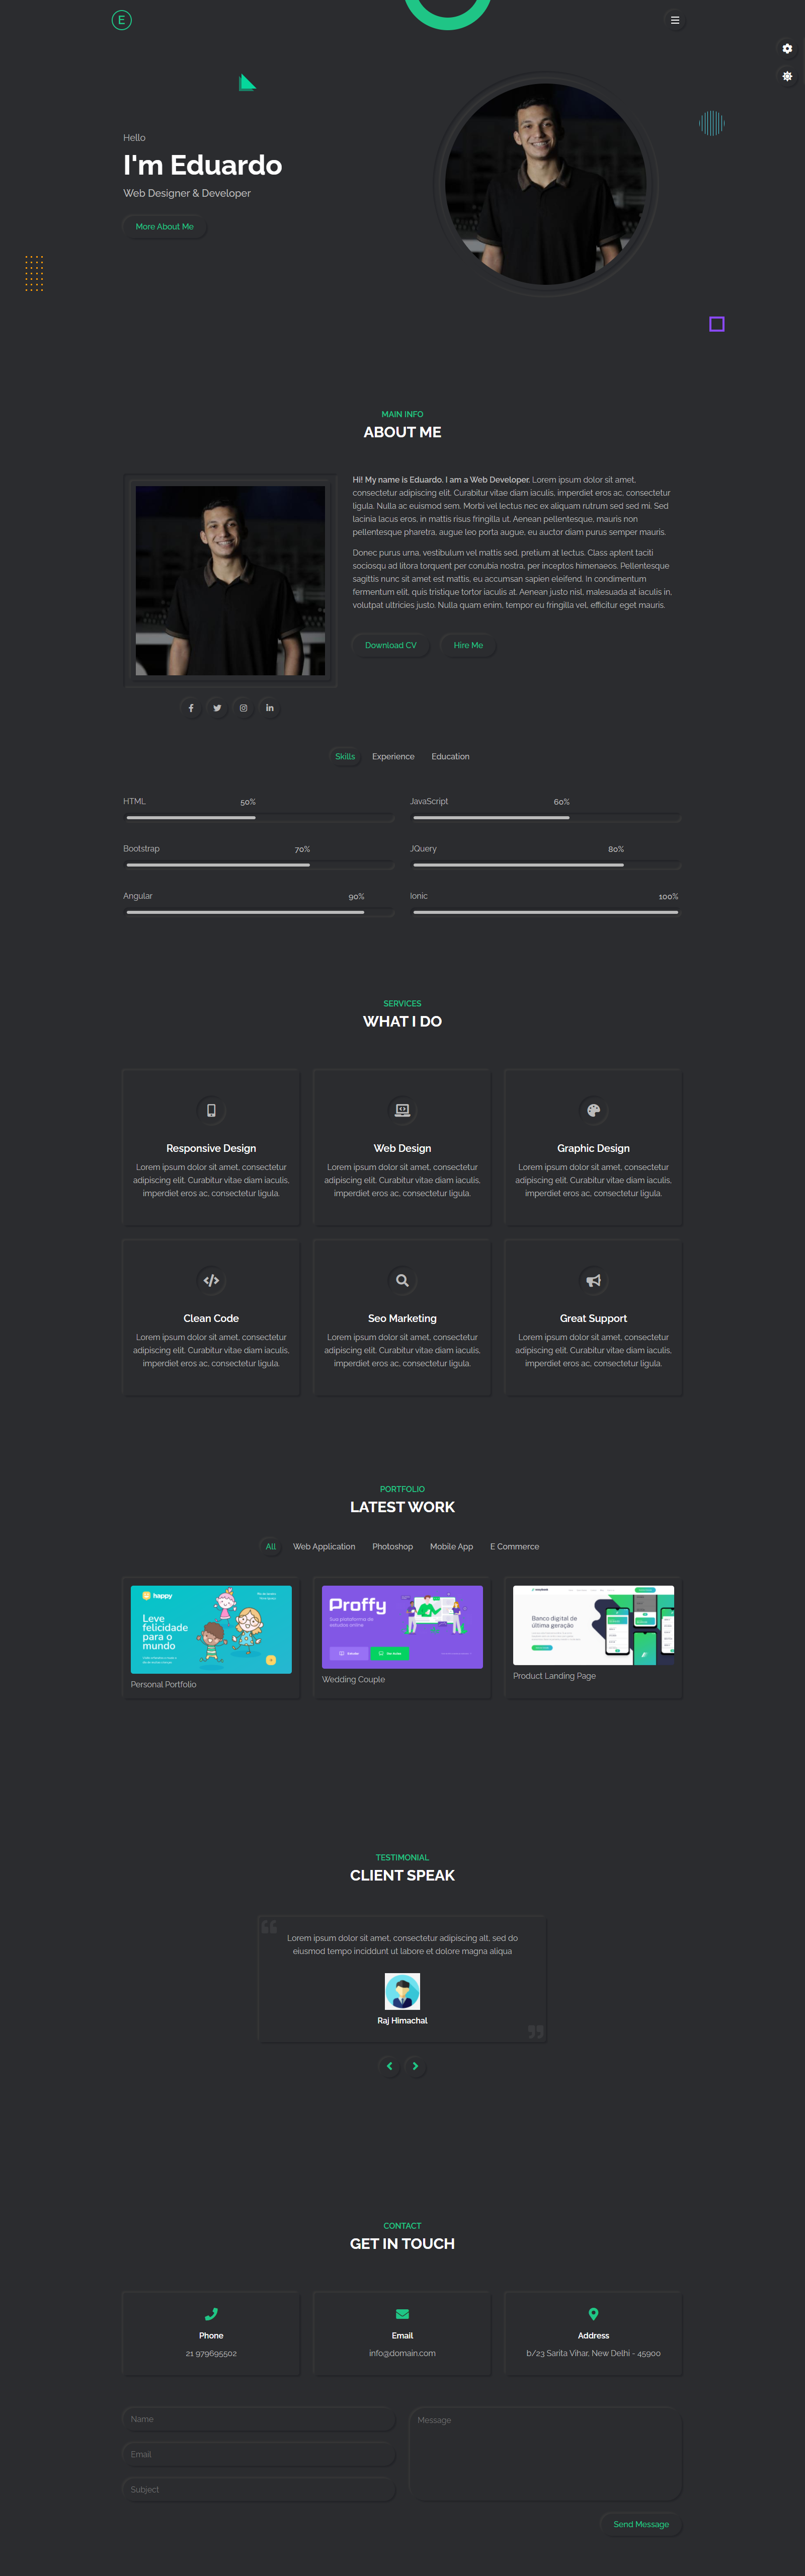 E
Hello
I'm Eduardo
Web Designer & Developer
More About Me
MAIN INFO
ABOUT ME
Hi! My name is Eduardo. I am a Web Developer. Lorem ipsum dolor sit amet,
consectetur adipiscing elit. Curabitur vitae diam iaculis, imperdiet eros ac, consectetur
ligula. Nulla ac euismod sem. Morbi vel lectus nec ex aliquam rutrum sed sed mi. Sed
lacinia lacus eros, in mattis risus fringilla ut. Aenean pellentesque, mauris non
pellentesque pharetra, augue leo porta augue, eu auctor diam purus semper mauris.
Donec purus urna, vestibulum vel mattis sed, pretium at lectus. Class aptent taciti
sociosqu ad litora torquent per conubia nostra, per inceptos himenaeos. Pellentesque
sagittis nunc sit amet est mattis, eu accumsan sapien eleifend. In condimentum
fermentum elit, quis tristique tortor iaculis at. Aenean justo nisl, malesuada at iaculis in,
volutpat ultricies justo. Nulla quam enim, tempor eu fringilla vel, efficitur eget mauris.
Download CV
Hire Me
Skills
Experience
Education
HTML
50%
JavaScript
60%
Bootstrap
70%
JQuery
80%
Angular
90%
Ionic
100%
SERVICES
WHAT I DO
Responsive Design
Lorem ipsum dolor sit amet, consectetur
adipiscing elit. Curabitur vitae diam iaculis,
imperdiet eros ac, consectetur ligula.
Web Design
Lorem ipsum dolor sit amet, consectetur
adipiscing elit. Curabitur vitae diam iaculis,
imperdiet eros ac, consectetur ligula.
Graphic Design
Lorem ipsum dolor sit amet, consectetur
adipiscing elit. Curabitur vitae diam iaculis,
imperdiet eros ac, consectetur ligula.
Clean Code
Lorem ipsum dolor sit amet, consectetur
adipiscing elit. Curabitur vitae diam iaculis,
imperdiet eros ac, consectetur ligula.
Seo Marketing
Lorem ipsum dolor sit amet, consectetur
adipiscing elit. Curabitur vitae diam iaculis,
imperdiet eros ac, consectetur ligula.
Great Support
Lorem ipsum dolor sit amet, consectetur
adipiscing elit. Curabitur vitae diam iaculis,
imperdiet eros ac, consectetur ligula.
PORTFOLIO
LATEST WORK
All
Web Application
Photoshop
Mobile App
E Commerce
happy
Leve
felicidade
para o
mundo
Personal Portfolio
Proffy
Sua plataforma de
estudos online
Wedding Couple
Banco digital de
última geração
Product Landing Page
TESTIMONIAL
CLIENT SPEAK
Lorem ipsum dolor sit amet, consectetur adipiscing alt, sed do
eiusmod tempo inciddunt ut labore et dolore magna aliqua
Raj Himachal
CONTACT
GET IN TOUCH
Phone
21 979695502
Email
info@domain.com
Address
b/23 Sarita Vihar, New Delhi - 45900
Name
Email
Subject
Message
Send Message